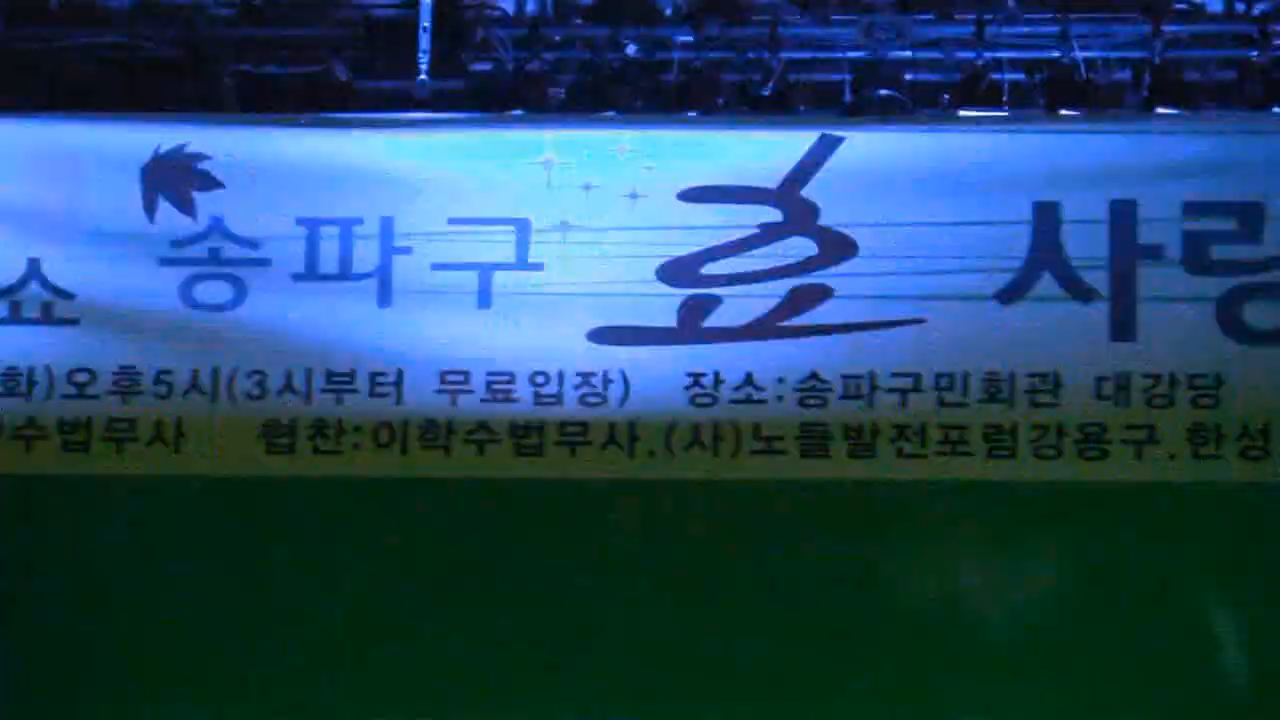 쇼 송파구 효 사랑
화)오후5시(3시부터 무료입장) 장소:송파구민회관 대강당
수법무사 협찬:이학수법무사.(사)노들발전포럼강용구.한성